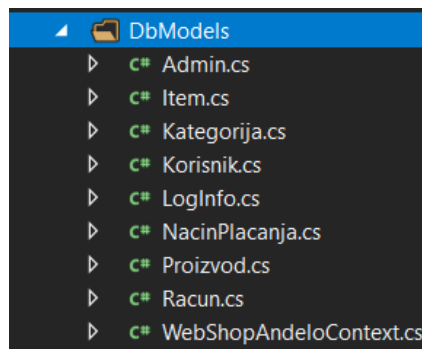 DbModels
C# Admin.cs
C# Item.cs
C# Kategorija.cs
C# Korisnik.cs
C# LogInfo.cs
C# NacinPlacanja.cs
C# Proizvod.cs
C# Racun.cs
C# WebShopAndeloContext.cs